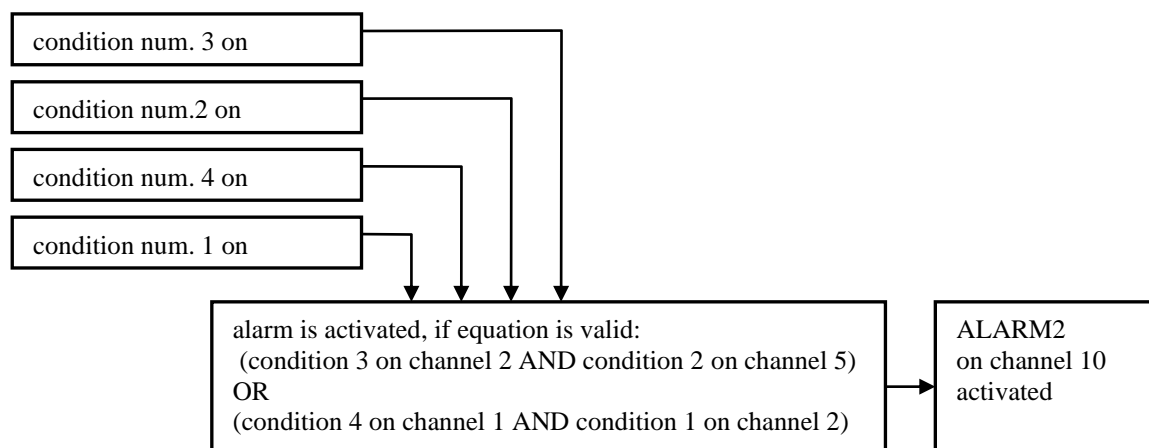 condition num. 3 on
condition num.2 on
condition num. 4 on
condition num. 1 on
alarm is activated, if equation is valid:
(condition 3 on channel 2 AND condition 2 on channel 5)
OR
(condition 4 on channel 1 AND condition 1 on channel 2)
ALARM2
on channel 10
activated